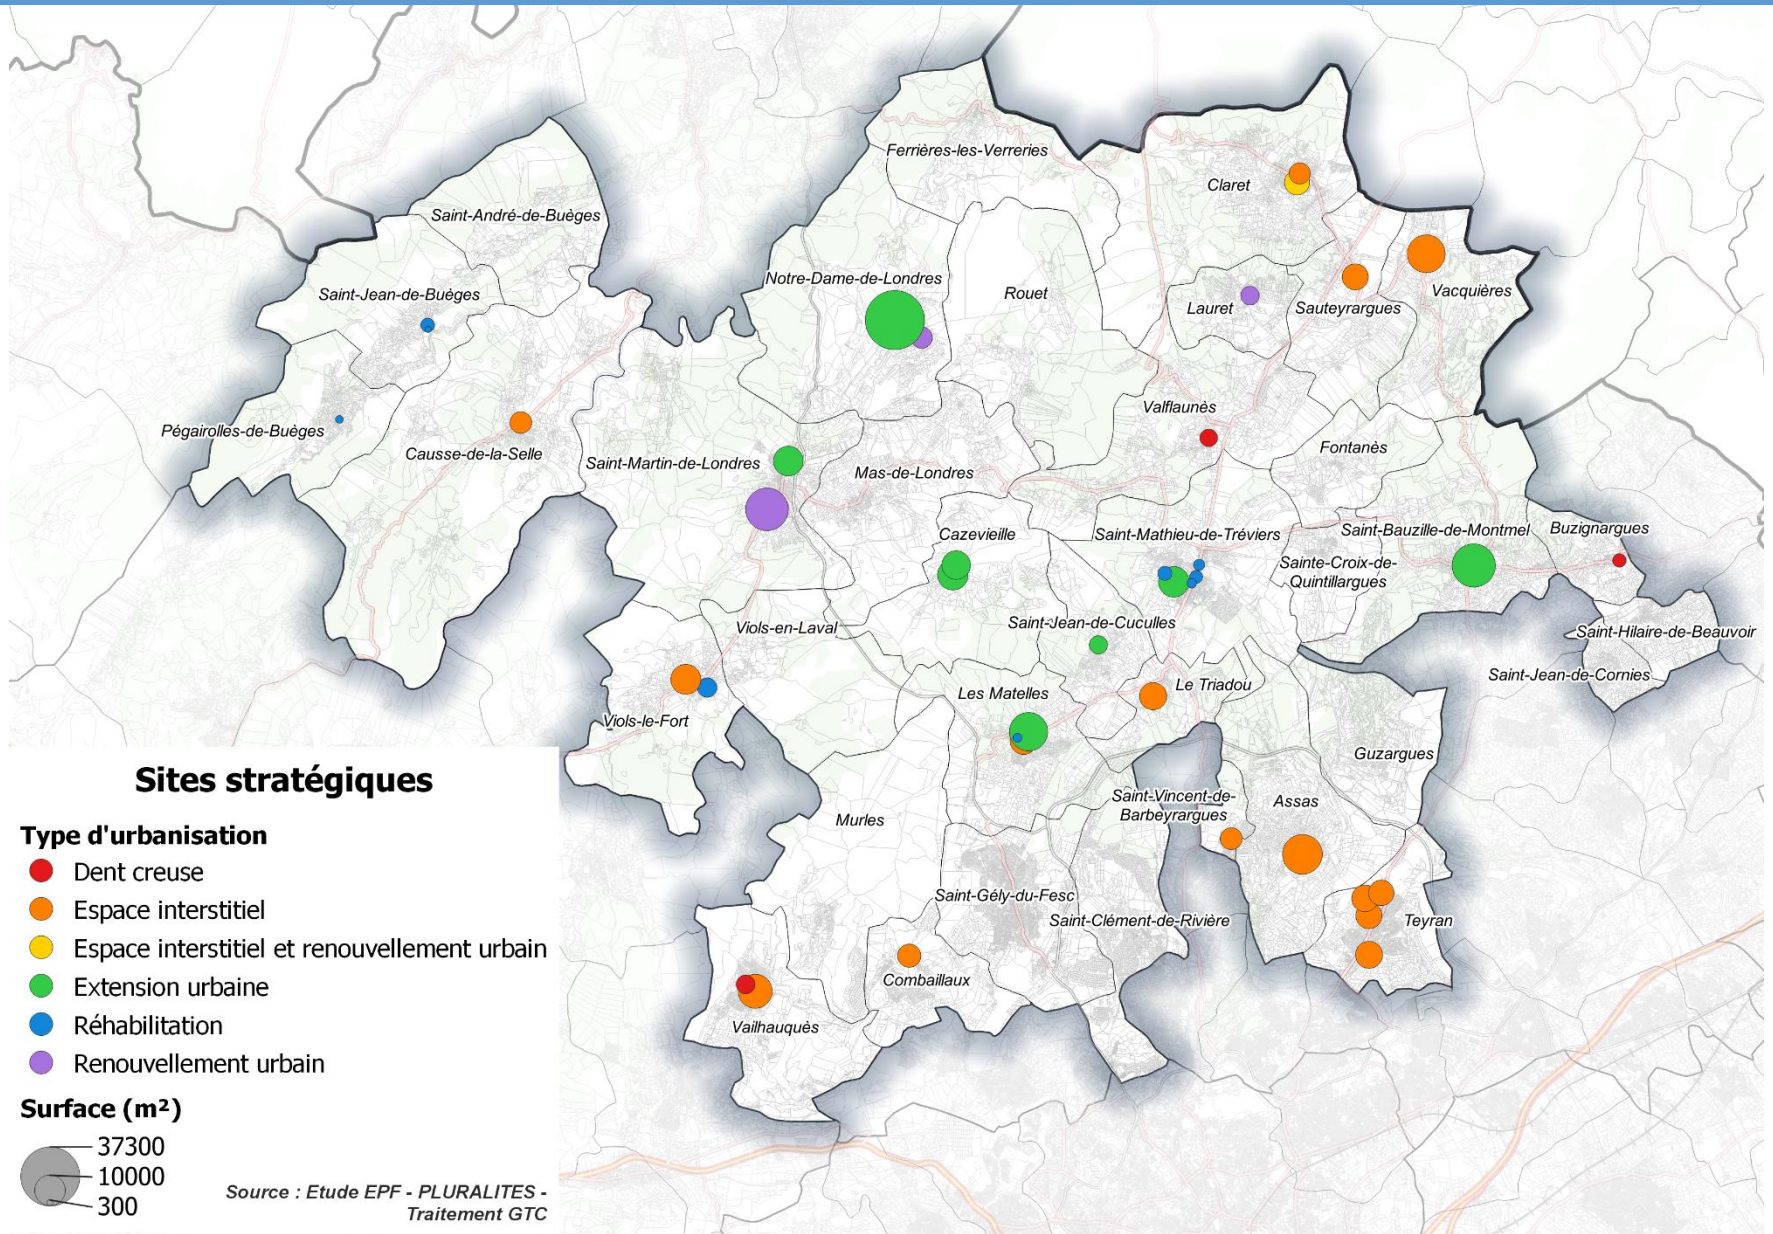 Ferrières-les-Verreries
Claret
Saint-André-de-Buèges
Notre-Dame-de-Londres
Saint-Jean-de-Buèges
Rouet
Lauret
Sauteyrargues
Vacquières
Pégairolles-de-Buèges
Causse-de-la-Selle
Saint-Martin-de-Londres
Mas-de-Londres
Valflaunès
Fontanès
Cazevieille
Saint-Mathieu-de-Tréviers
Saint-Bauzille-de-Montmel
Buzignargues
Sainte-Croix-de-
Quintillargues
Viols-en-Laval
Saint-Jean-de-Cuculles
Saint-Hilaire-de-Beauvoir
Saint-Jean-de-Cornies
Les Matelles
Le Triadou
Viols-le-Fort
Guzargues
Saint-Vincent-de-
Barbeyrargues
Assas
Murles
Saint-Gély-du-Fesc
Saint-Clément-de-Rivière
Teyran
Combaillaux
Vailhauquès
Sites stratégiques
Type d'urbanisation
Dent creuse
Espace interstitiel
Espace interstitiel et renouvellement urbain
Extension urbaine
Réhabilitation
Renouvellement urbain
Surface (m²)
37300
10000
300
Source : Etude EPF - PLURALITES -
Traitement GTC